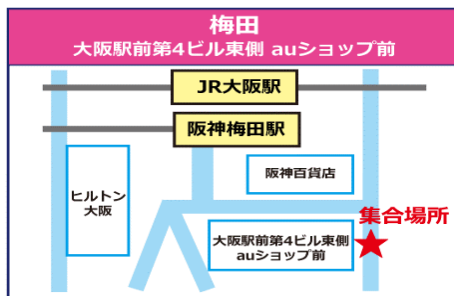 梅田
大阪駅前第4ビル東側 auショップ前
JR大阪駅
阪神梅田駅
ヒルトン
大阪
阪神百貨店
集合場所
大阪駅前第4ビル東側
auショップ前